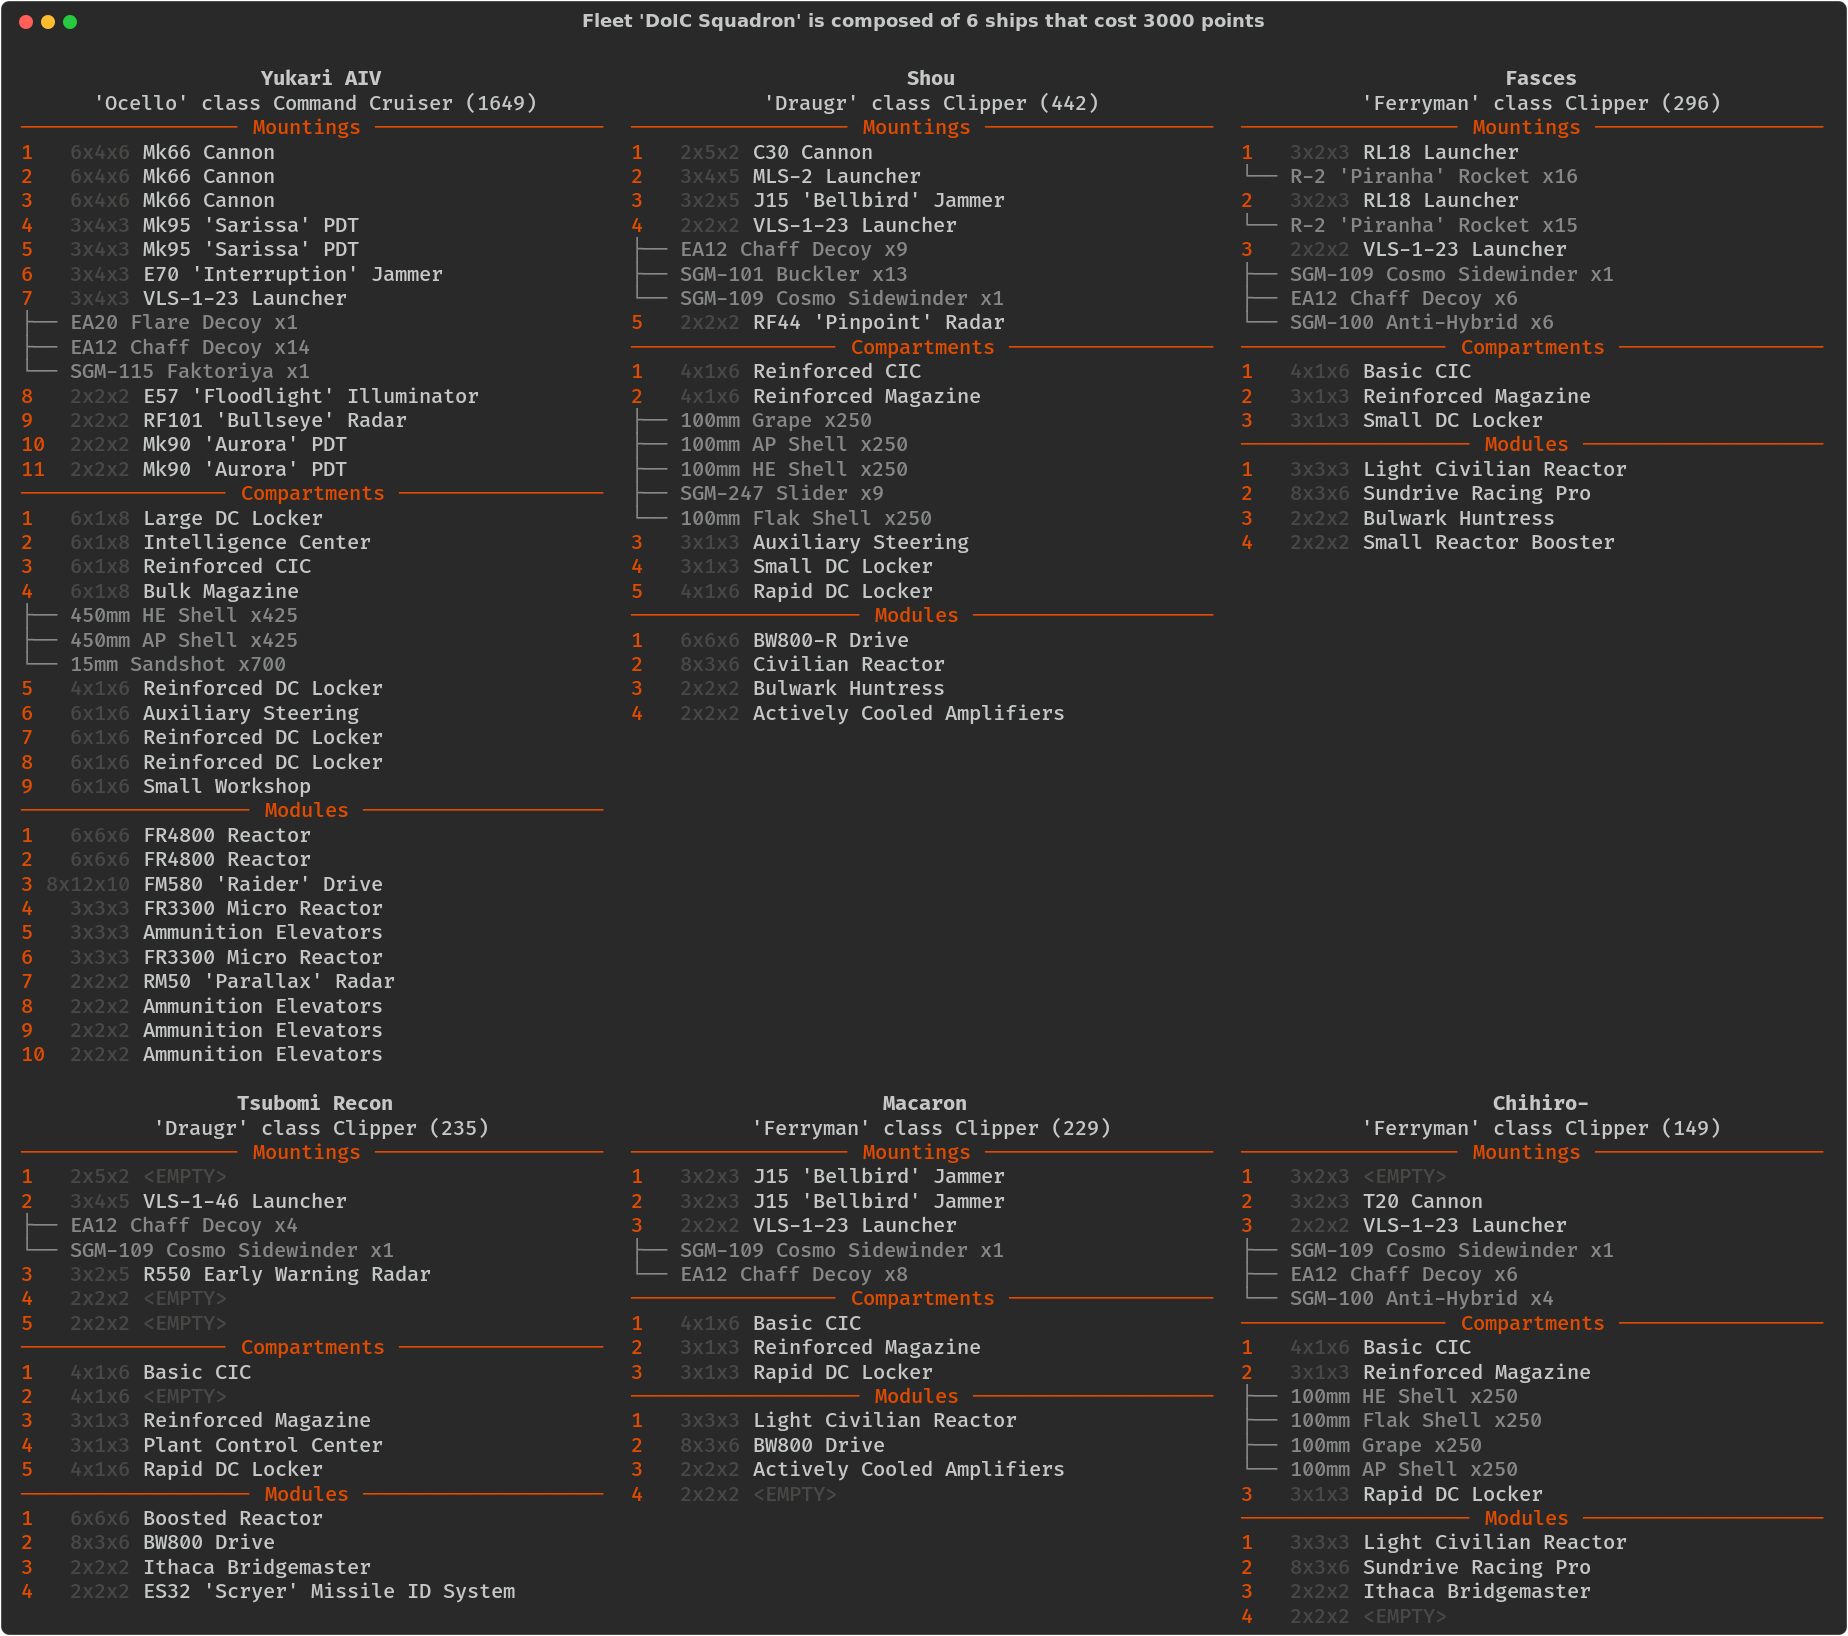 Fleet 'DoIC Squadron' is composed of 6 ships that cost 3000 points
Yukari AIV
'Ocello' class Command Cruiser (1649)
Mountings
1 6x4x6 Mk66 Cannon
2 6x4x6 Mk66 Cannon
3 6x4x6 Mk66 Cannon
4 3x4x3 Mk95 'Sarissa' PDT
5 3x4x3 Mk95 'Sarissa' PDT
6 3x4x3 E70 'Interruption' Jammer
7 3x4x3 VLS-1-23 Launcher
├── EA20 Flare Decoy x1
├── EA12 Chaff Decoy x14
└── SGM-115 Faktoriya x1
8 2x2x2 E57 'Floodlight' Illuminator
9 2x2x2 RF101 'Bullseye' Radar
10 2x2x2 Mk90 'Aurora' PDT
11 2x2x2 Mk90 'Aurora' PDT
Compartments
1 6x1x8 Large DC Locker
2 6x1x8 Intelligence Center
3 6x1x8 Reinforced CIC
4 6x1x8 Bulk Magazine
├── 450mm HE Shell x425
├── 450mm AP Shell x425
└── 15mm Sandshot x700
5 4x1x6 Reinforced DC Locker
6 6x1x6 Auxiliary Steering
7 6x1x6 Reinforced DC Locker
8 6x1x6 Reinforced DC Locker
9 6x1x6 Small Workshop
Modules
1 6x6x6 FR4800 Reactor
2 6x6x6 FR4800 Reactor
3 8x12x10 FM580 'Raider' Drive
4 3x3x3 FR3300 Micro Reactor
5 3x3x3 Ammunition Elevators
6 3x3x3 FR3300 Micro Reactor
7 2x2x2 RM50 'Parallax' Radar
8 2x2x2 Ammunition Elevators
9 2x2x2 Ammunition Elevators
10 2x2x2 Ammunition Elevators
Shou
'Draugr' class Clipper (442)
Mountings
1 2x5x2 C30 Cannon
2 3x4x5 MLS-2 Launcher
3 3x2x5 J15 'Bellbird' Jammer
4 2x2x2 VLS-1-23 Launcher
├── EA12 Chaff Decoy x9
├── SGM-101 Buckler x13
└── SGM-109 Cosmo Sidewinder x1
5 2x2x2 RF44 'Pinpoint' Radar
Compartments
1 4x1x6 Reinforced CIC
2 4x1x6 Reinforced Magazine
├── 100mm Grape x250
├── 100mm AP Shell x250
├── 100mm HE Shell x250
├── SGM-247 Slider x9
└── 100mm Flak Shell x250
3 3x1x3 Auxiliary Steering
4 3x1x3 Small DC Locker
5 4x1x6 Rapid DC Locker
Modules
1 6x6x6 BW800-R Drive
2 8x3x6 Civilian Reactor
3 2x2x2 Bulwark Huntress
4 2x2x2 Actively Cooled Amplifiers
Fasces
'Ferryman' class Clipper (296)
Mountings
1 3x2x3 RL18 Launcher
└── R-2 'Piranha' Rocket x16
2 3x2x3 RL18 Launcher
└── R-2 'Piranha' Rocket x15
3 2x2x2 VLS-1-23 Launcher
├── SGM-109 Cosmo Sidewinder x1
├── EA12 Chaff Decoy x6
└── SGM-100 Anti-Hybrid x6
Compartments
1 4x1x6 Basic CIC
2 3x1x3 Reinforced Magazine
3 3x1x3 Small DC Locker
Modules
1 3x3x3 Light Civilian Reactor
2 8x3x6 Sundrive Racing Pro
3 2x2x2 Bulwark Huntress
4 2x2x2 Small Reactor Booster
Tsubomi Recon
'Draugr' class Clipper (235)
Mountings
1 2x5x2 <EMPTY>
2 3x4x5 VLS-1-46 Launcher
├── EA12 Chaff Decoy x4
└── SGM-109 Cosmo Sidewinder x1
3 3x2x5 R550 Early Warning Radar
4 2x2x2 <EMPTY>
5 2x2x2 <EMPTY>
Compartments
1 4x1x6 Basic CIC
2 4x1x6 <EMPTY>
3 3x1x3 Reinforced Magazine
4 3x1x3 Plant Control Center
5 4x1x6 Rapid DC Locker
Modules
1 6x6x6 Boosted Reactor
2 8x3x6 BW800 Drive
3 2x2x2 Ithaca Bridgemaster
4 2x2x2 ES32 'Scryer' Missile ID System
Macaron
'Ferryman' class Clipper (229)
Mountings
1 3x2x3 J15 'Bellbird' Jammer
2 3x2x3 J15 'Bellbird' Jammer
3 2x2x2 VLS-1-23 Launcher
├── SGM-109 Cosmo Sidewinder x1
└── EA12 Chaff Decoy x8
Compartments
1 4x1x6 Basic CIC
2 3x1x3 Reinforced Magazine
3 3x1x3 Rapid DC Locker
Modules
1 3x3x3 Light Civilian Reactor
2 8x3x6 BW800 Drive
3 2x2x2 Actively Cooled Amplifiers
4 2x2x2 <EMPTY>
Chihiro-
'Ferryman' class Clipper (149)
Mountings
1 3x2x3 <EMPTY>
2 3x2x3 T20 Cannon
3 2x2x2 VLS-1-23 Launcher
├── SGM-109 Cosmo Sidewinder x1
├── EA12 Chaff Decoy x6
└── SGM-100 Anti-Hybrid x4
Compartments
1 4x1x6 Basic CIC
2 3x1x3 Reinforced Magazine
├── 100mm HE Shell x250
├── 100mm Flak Shell x250
├── 100mm Grape x250
└── 100mm AP Shell x250
3 3x1x3 Rapid DC Locker
Modules
1 3x3x3 Light Civilian Reactor
2 8x3x6 Sundrive Racing Pro
3 2x2x2 Ithaca Bridgemaster
4 2x2x2 <EMPTY>